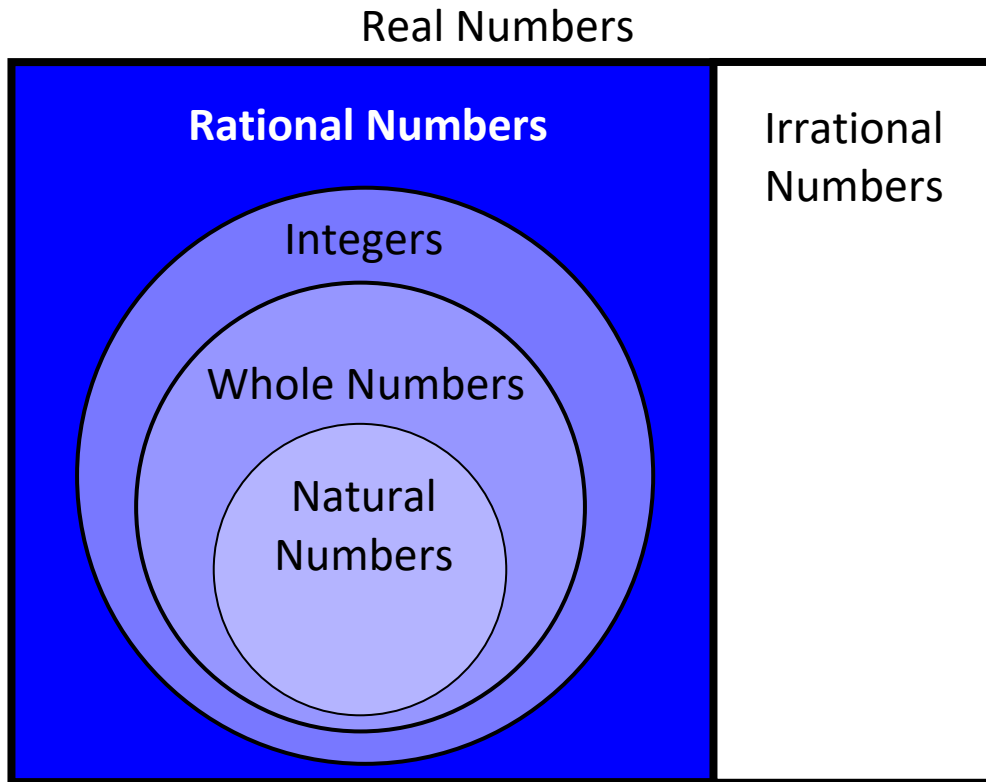 Real Numbers
Rational Numbers
Irrational
Numbers
Integers
Whole Numbers
Natural
Numbers